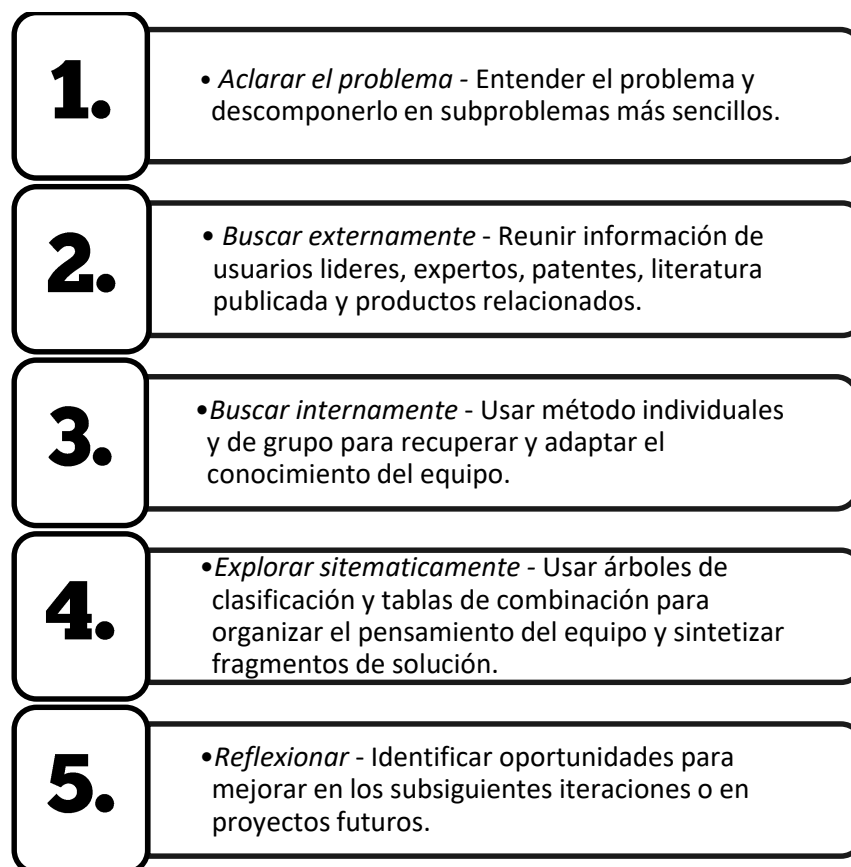 1.
• Aclarar el problema - Entender el problema y
descomponerlo en subproblemas más sencillos.
2.
• Buscar externamente - Reunir información de
usuarios lideres, expertos, patentes, literatura
publicada y productos relacionados.
3.
•Buscar internamente - Usar método individuales
y de grupo para recuperar y adaptar el
conocimiento del equipo.
4.
•Explorar sitematicamente - Usar árboles de
clasificación y tablas de combinación para
organizar el pensamiento del equipo y sintetizar
fragmentos de solución.
5.
•Reflexionar - Identificar oportunidades para
mejorar en los subsiguientes iteraciones o en
proyectos futuros.